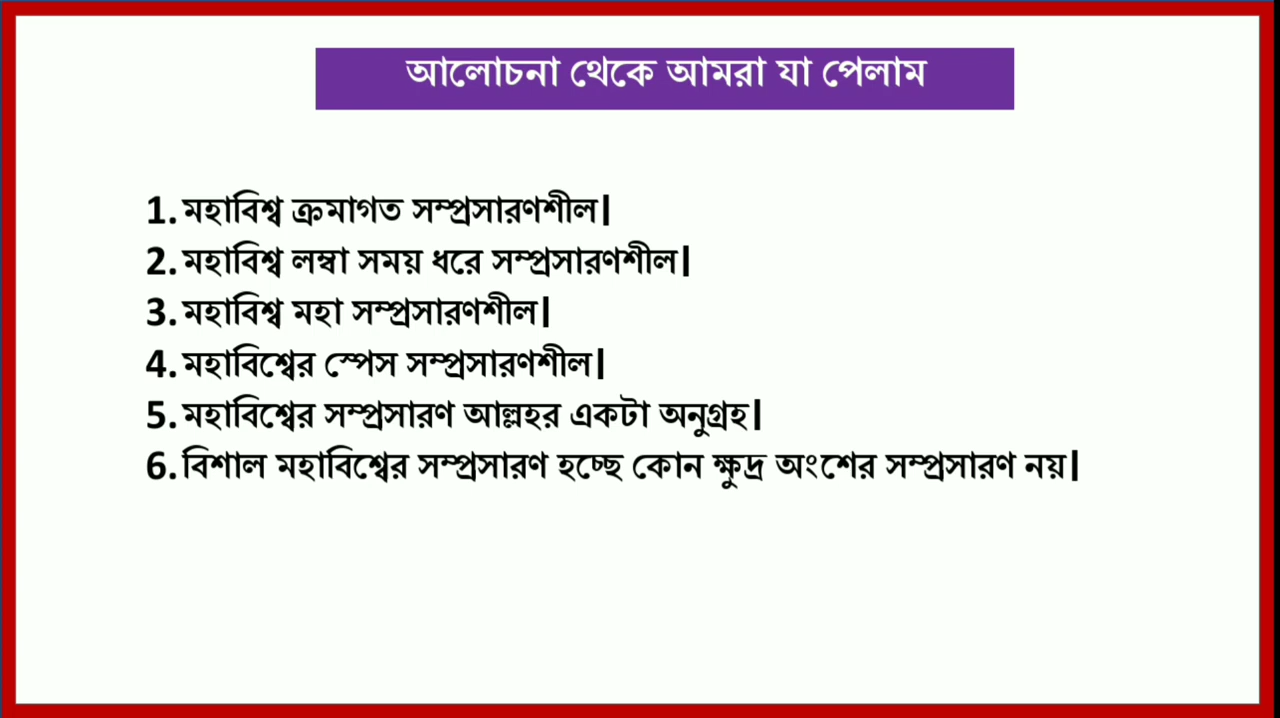 আলোচনা থেকে আমরা যা পেলাম
1. মহাবিশ্ব ক্রমাগত সম্প্রসারণশীল।
2. মহাবিশ্ব লম্বা সময় ধরে সম্প্রসারণশীল।
3. মহাবিশ্ব মহা সম্প্রসারণশীল।
4. মহাবিশ্বের স্পেস সম্প্রসারণশীল।
5. মহাবিশ্বের সম্প্রসারণ আল্লহর একটা অনুগ্রহ।
6. বিশাল মহাবিশ্বের সম্প্রসারণ হচ্ছে কোন ক্ষুদ্র অংশের সম্প্রসারণ নয়।